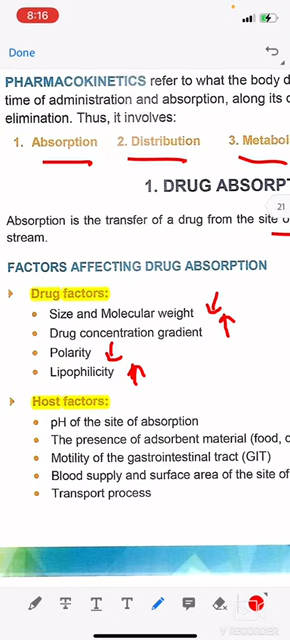 8:16
Done
PHARMACOKINETICS refer to what the body d
time of administration and absorption, along its
elimination. Thus, it involves:
1. Absorption 2. Distribution 3. Metabol
1. DRUG ABSORP
21
Absorption is the transfer of a drug from the site
stream.
FACTORS AFFECTING DRUG ABSORPTION
Drug factors:
Size and Molecular weight
Drug concentration gradient
Polarity
Lipophilicity
Host factors:
pH of the site of absorption
The presence of adsorbent material (food,
Motility of the gastrointestinal tract (GIT)
Blood supply and surface area of the site of
Transport process
T T T
V RECORDER